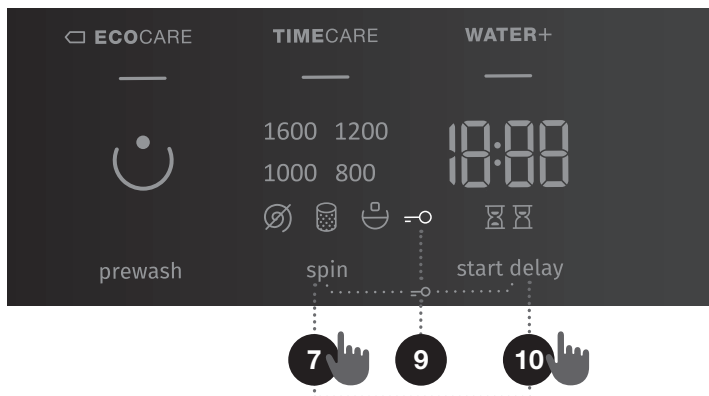 ECOCARE TIMECARE WATER+
1600 1200 18:88
1000 800
prewash spin start delay
7 9 10